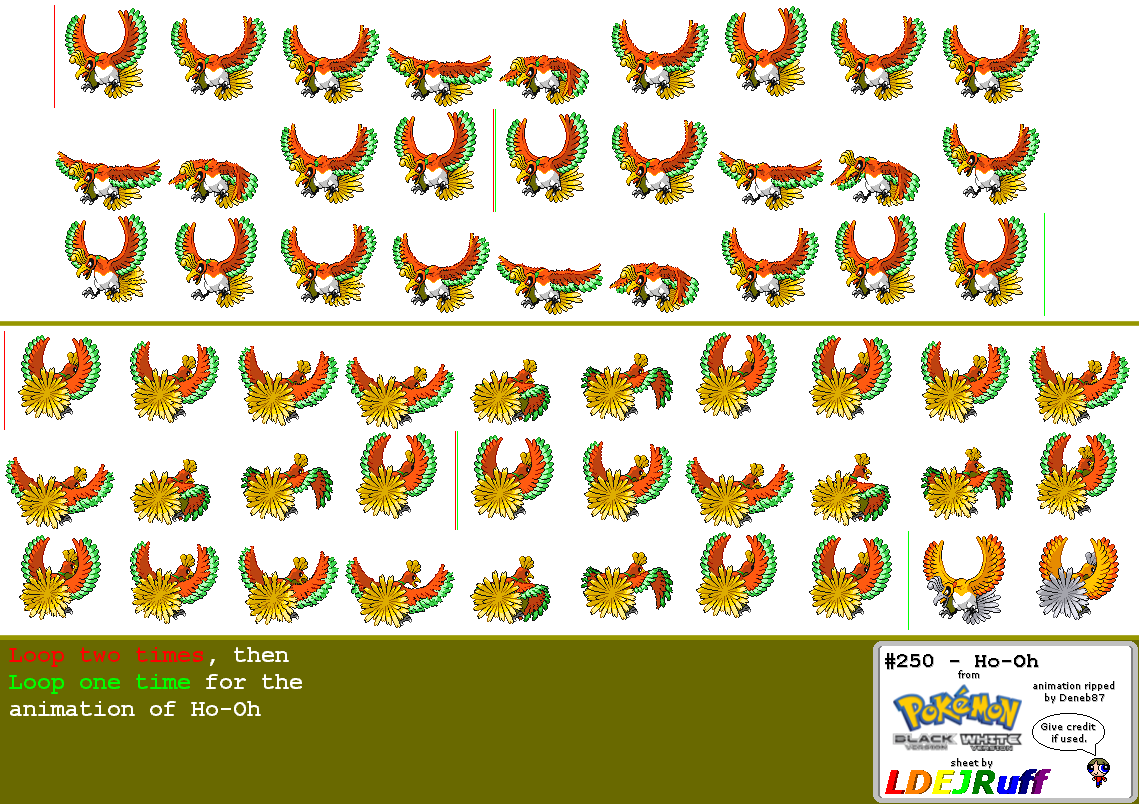 Loop two times, then
Loop one time for the
animation of Ho-Oh
#250 - Ho-Oh
from
POKéMON
BLACK VERSION WHITE VERSION
animation ripped
by Deneb87
Give credit
if used.
sheet by
LDEJRuff